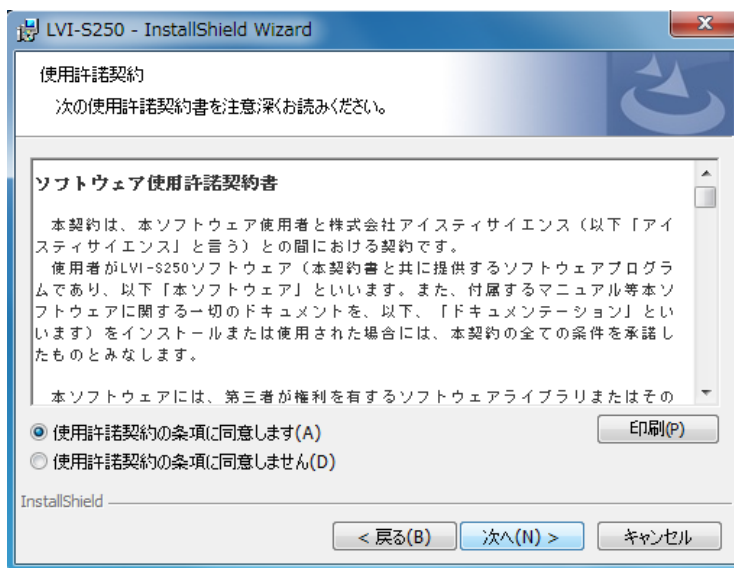 LVI-S250 - InstallShield Wizard
使用許諾契約
次の使用許諾契約書を注意深くお読みください。
ソフトウェア使用許諾契約書
本契約は、本ソフトウェア使用者と株式会社アイスティサイエンス（以下「アイ
スティサイエンス」と言う）との間における契約です。
使用者がLVI-S250ソフトウェア（本契約書と共に提供するソフトウェアプログラ
ムであり、以下「本ソフトウェア」といいます。また、付属するマニュアル等本ソ
フトウェアに関する一切のドキュメントを、以下、「ドキュメンテーション」とい
います）をインストールまたは使用された場合には、本契約の全ての条件を承諾し
たものとみなします。
本ソフトウェアには、第三者が権利を有するソフトウェアライブラリまたはその
使用許諾契約の条項に同意します(A)
印刷(P)
使用許諾契約の条項に同意しません(D)
InstallShield
< 戻る(B)
次へ(N) >
キャンセル